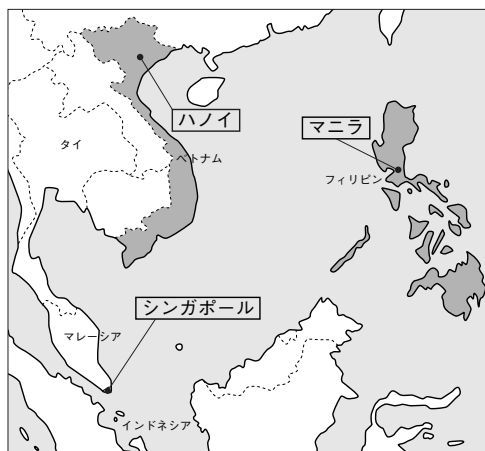 ハノイ
マニラ
タイ
ベトナム
フィリピン
シンガポール
マレーシア
インドネシア